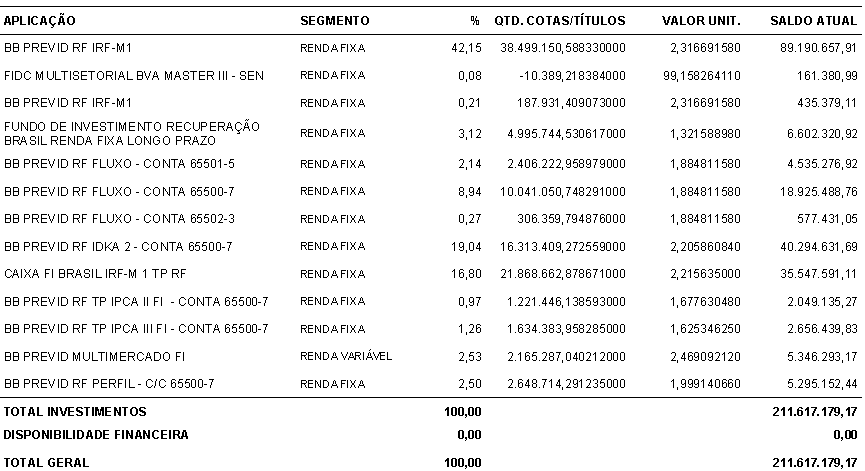 APLICAÇÃO SEGMENTO % QTD. COTAS/TÍTULOS VALOR UNIT. SALDO ATUAL
BB PREVID RF IRF-M1 RENDA FIXA 42,15 38.499.150,588330000 2,316691580 89.190.657,91
FIDC MULTISETORIAL BVA MASTER III - SEN RENDA FIXA 0,08 -10.389,218384000 99,158264110 161.380,99
BB PREVID RF IRF-M1 RENDA FIXA 0,21 187.931,409073000 2,316691580 435.379,11
FUNDO DE INVESTIMENTO RECUPERAÇÃO
BRASIL RENDA FIXA LONGO PRAZO RENDA FIXA 3,12 4.995.744,530617000 1,321588980 6.602.320,92
BB PREVID RF FLUXO - CONTA 65501-5 RENDA FIXA 2,14 2.406.222,958979000 1,884811580 4.535.276,92
BB PREVID RF FLUXO - CONTA 65500-7 RENDA FIXA 8,94 10.041.050,748291000 1,884811580 18.925.488,76
BB PREVID RF FLUXO - CONTA 65502-3 RENDA FIXA 0,27 306.359,794876000 1,884811580 577.431,05
BB PREVID RF IDKA 2 - CONTA 65500-7 RENDA FIXA 19,04 16.313.409,272559000 2,205860840 40.294.631,69
CAIXA FI BRASIL IRF-M 1 TP RF RENDA FIXA 16,80 21.868.662,878671000 2,215635000 35.547.591,11
BB PREVID RF TP IPCA II FI - CONTA 65500-7 RENDA FIXA 0,97 1.221.446,138593000 1,677630480 2.049.135,27
BB PREVID RF TP IPCA III FI - CONTA 65500-7 RENDA FIXA 1,26 1.634.383,958285000 1,625346250 2.656.439,83
BB PREVID MULTIMERCADO FI RENDA VARIÁVEL 2,53 2.165.287,040212000 2,469092120 5.346.293,17
BB PREVID RF PERFIL - C/C 65500-7 RENDA FIXA 2,50 2.648.714,291235000 1,999140660 5.295.152,44
TOTAL INVESTIMENTOS 100,00 211.617.179,17
DISPONIBILIDADE FINANCEIRA 0,00 0,00
TOTAL GERAL 100,00 211.617.179,17